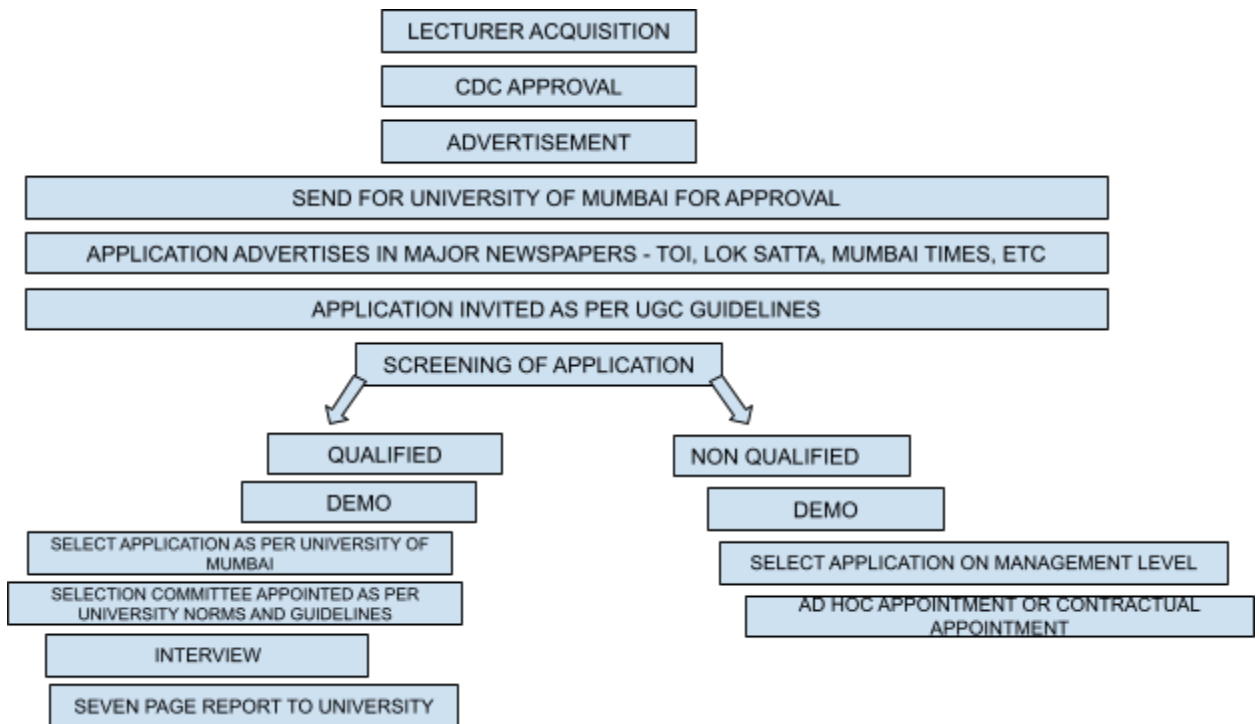 LECTURER ACQUISITION
CDC APPROVAL
ADVERTISEMENT
SEND FOR UNIVERSITY OF MUMBAI FOR APPROVAL
APPLICATION ADVERTISES IN MAJOR NEWSPAPERS - TOI, LOK SATTA, MUMBAI TIMES, ETC
APPLICATION INVITED AS PER UGC GUIDELINES
SCREENING OF APPLICATION
QUALIFIED
DEMO
SELECT APPLICATION AS PER UNIVERSITY OF
MUMBAI
SELECTION COMMITTEE APPOINTED AS PER
UNIVERSITY NORMS AND GUIDELINES
INTERVIEW
SEVEN PAGE REPORT TO UNIVERSITY
NON QUALIFIED
DEMO
SELECT APPLICATION ON MANAGEMENT LEVEL
AD HOC APPOINTMENT OR CONTRACTUAL
APPOINTMENT